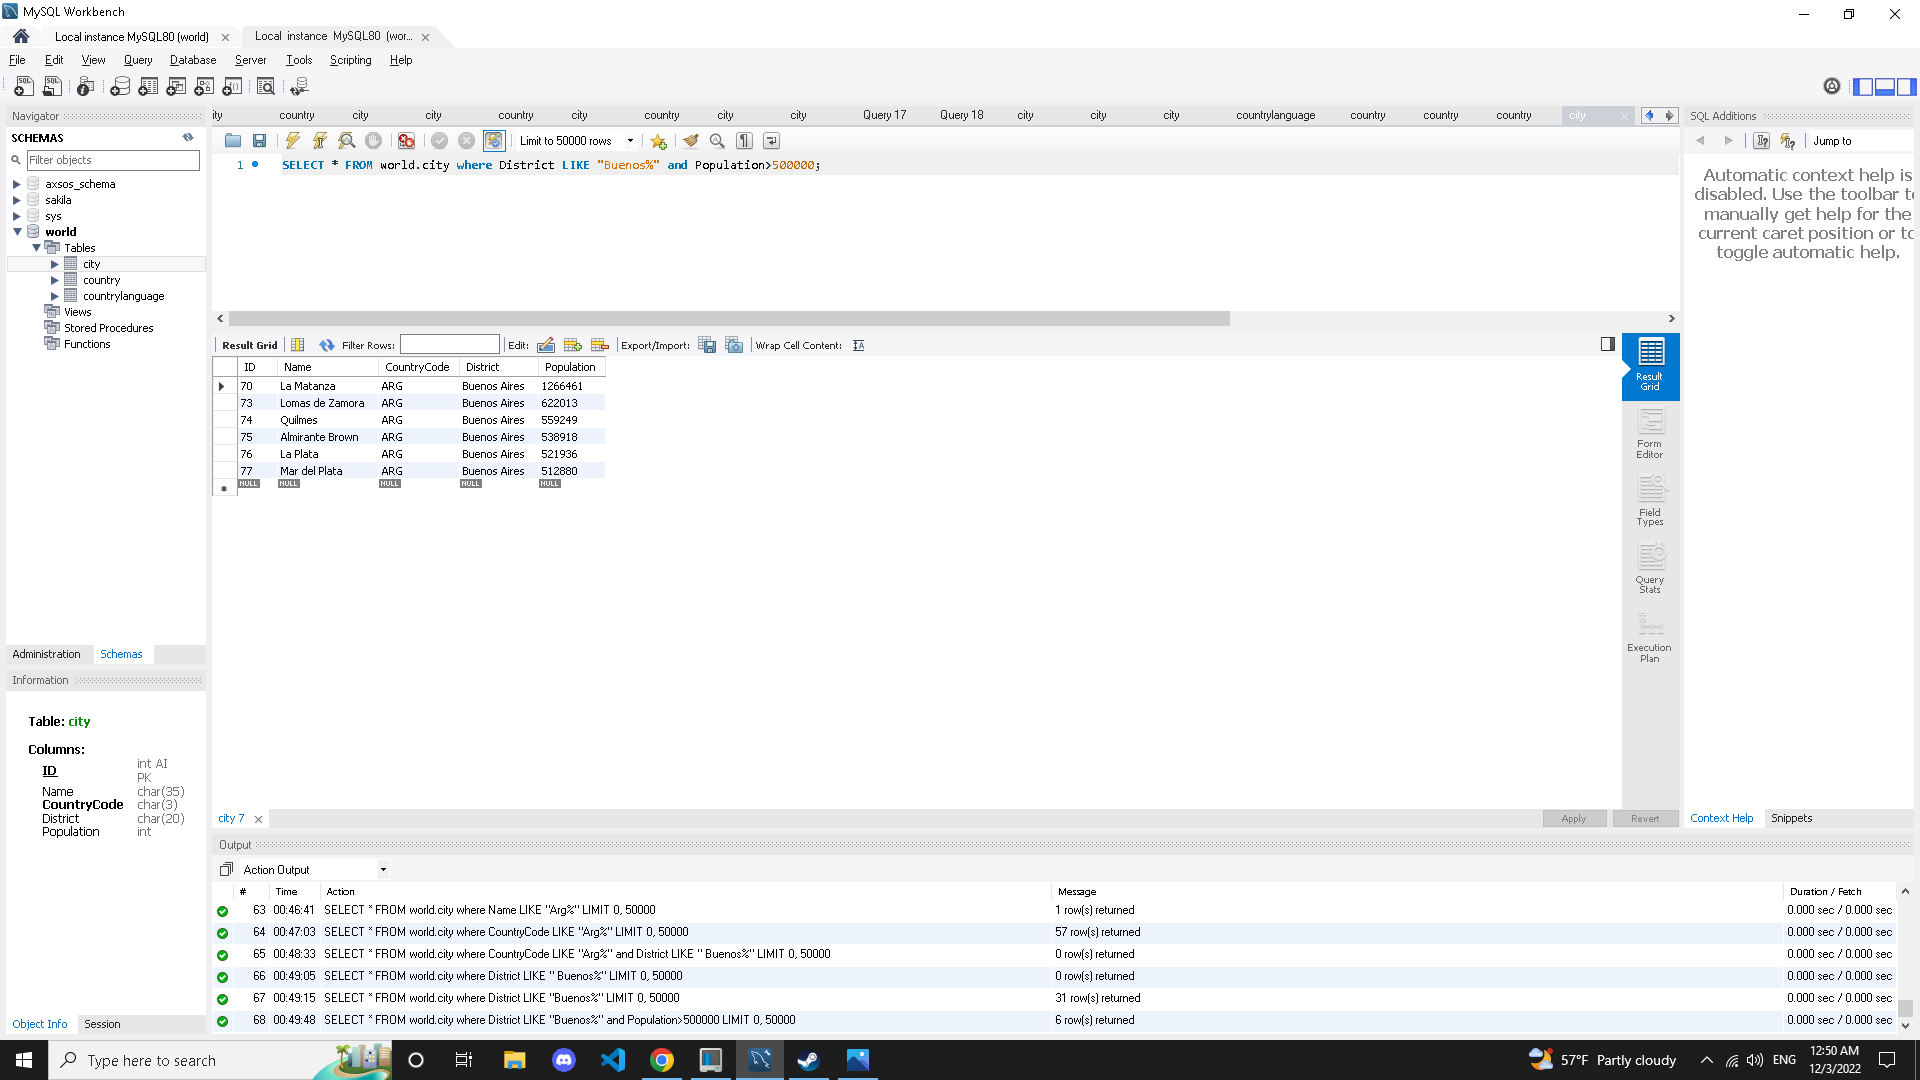 MySQL Workbench
Local instance MySQL80 (world)
Local instance MySQL80 (wor...
File Edit View Query Database Server Tools Scripting Help
Navigator
SCHEMAS
Filter objects
axsos_schema
sakila
sys
world
Tables
city
country
countrylanguage
Views
Stored Procedures
Functions
Administration Schemas
Information
Table: city
Columns:
ID int AI PK
Name char(35)
CountryCode char(3)
District char(20)
Population int
Object Info Session
ity country city city country city country city city Query 17 Query 18 city city city countrylanguage country country country city
Limit to 50000 rows
1 SELECT * FROM world.city where District LIKE "Buenos%" and Population>500000;
Result Grid Filter Rows: Edit: Export/Import: Wrap Cell Content:
ID Name CountryCode District Population
70 La Matanza ARG Buenos Aires 1266461
73 Lomas de Zamora ARG Buenos Aires 622013
74 Quilmes ARG Buenos Aires 559249
75 Almirante Brown ARG Buenos Aires 538918
76 La Plata ARG Buenos Aires 521936
77 Mar del Plata ARG Buenos Aires 512880
NULL NULL NULL NULL NULL
Result Grid
Form Editor
Field Types
Query Stats
Execution Plan
city 7
Apply Revert
SQL Additions
Jump to
Automatic context help is
disabled. Use the toolbar t
manually get help for the
current caret position or to
toggle automatic help.
Context Help Snippets
Output
Action Output
# Time Action Message Duration / Fetch
63 00:46:41 SELECT * FROM world.city where Name LIKE "Arg%" LIMIT 0, 50000 1 row(s) returned 0.000 sec / 0.000 sec
64 00:47:03 SELECT * FROM world.city where CountryCode LIKE "Arg%" LIMIT 0, 50000 57 row(s) returned 0.000 sec / 0.000 sec
65 00:48:33 SELECT * FROM world.city where CountryCode LIKE "Arg%" and District LIKE " Buenos%" LIMIT 0, 50000 0 row(s) returned 0.000 sec / 0.000 sec
66 00:49:05 SELECT * FROM world.city where District LIKE " Buenos%" LIMIT 0, 50000 0 row(s) returned 0.000 sec / 0.000 sec
67 00:49:15 SELECT * FROM world.city where District LIKE "Buenos%" LIMIT 0, 50000 31 row(s) returned 0.000 sec / 0.000 sec
68 00:49:48 SELECT * FROM world.city where District LIKE "Buenos%" and Population>500000 LIMIT 0, 50000 6 row(s) returned 0.000 sec / 0.000 sec
Type here to search
57°F Partly cloudy
ENG
12:50 AM
12/3/2022